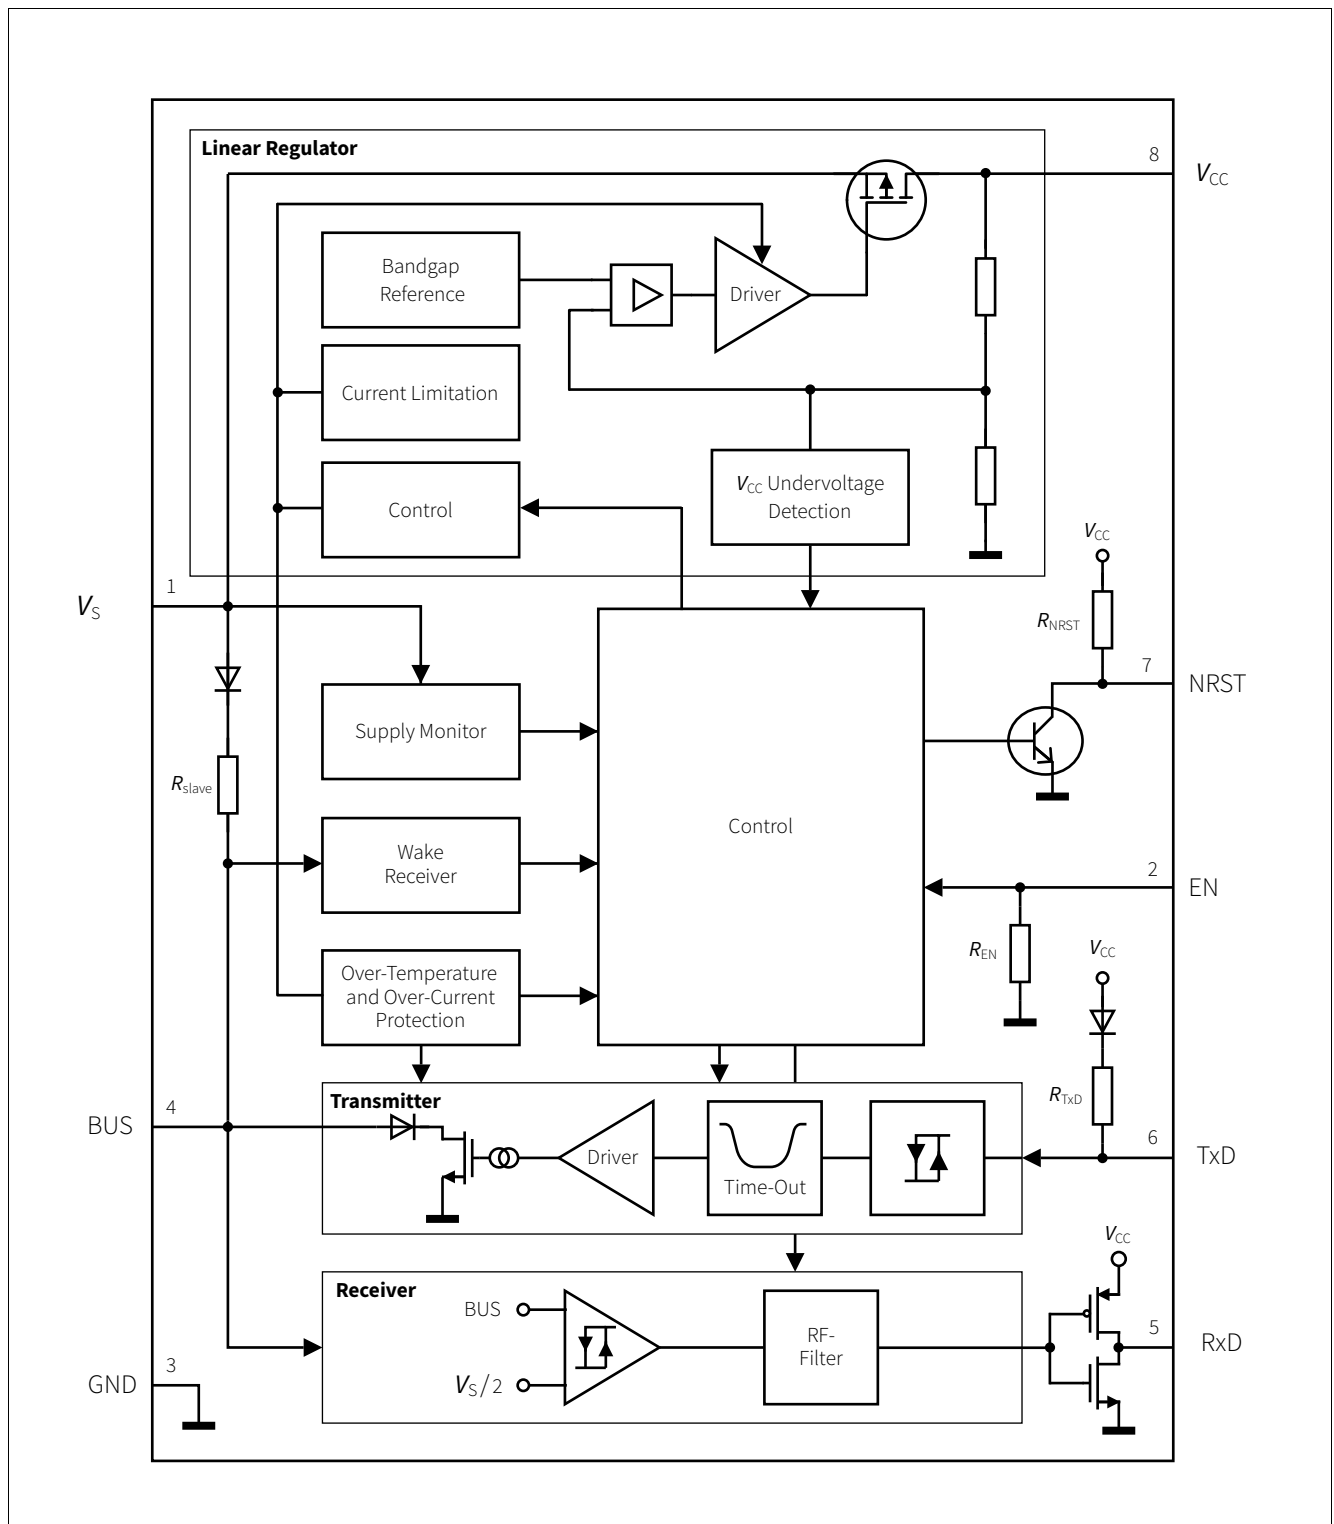 Linear Regulator
8
VCC
Bandgap
Reference
Driver
Current Limitation
VCC Undervoltage
Detection
Control
VCC
1
VS
RNRST
7
NRST
Supply Monitor
Rslave
Control
Wake
Receiver
2
EN
REN
VCC
Over-Temperature
and Over-Current
Protection
RTxD
Transmitter
4
BUS
6
TxD
Driver
Time-Out
VCC
Receiver
BUS
RF-
Filter
5
RxD
3
GND
VS/2